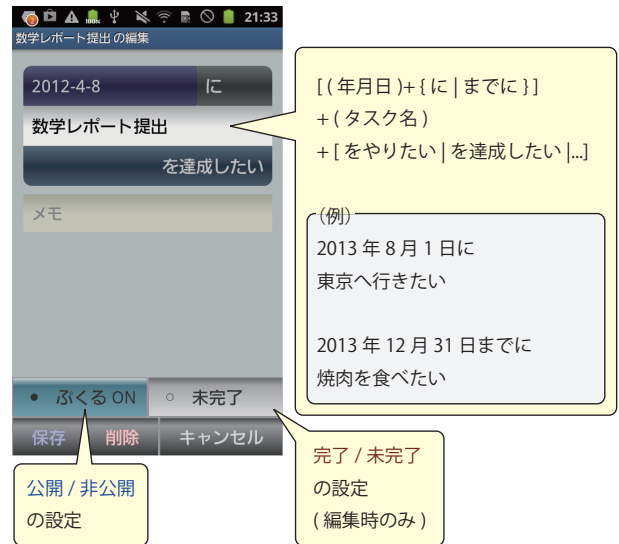 100%
21:33
数学レポート提出 の編集
2012-4-8 に
数学レポート提出
を達成したい
メモ
ぷくる ON
未完了
保存 削除 キャンセル
[ ( 年月日 )+ { に | までに } ]
+ ( タスク名 )
+ [ をやりたい | を達成したい |...]
(例)
2013 年 8 月 1 日に
東京へ行きたい
2013 年 12 月 31 日までに
焼肉を食べたい
公開 / 非公開
の設定
完了 / 未完了
の設定
( 編集時のみ )